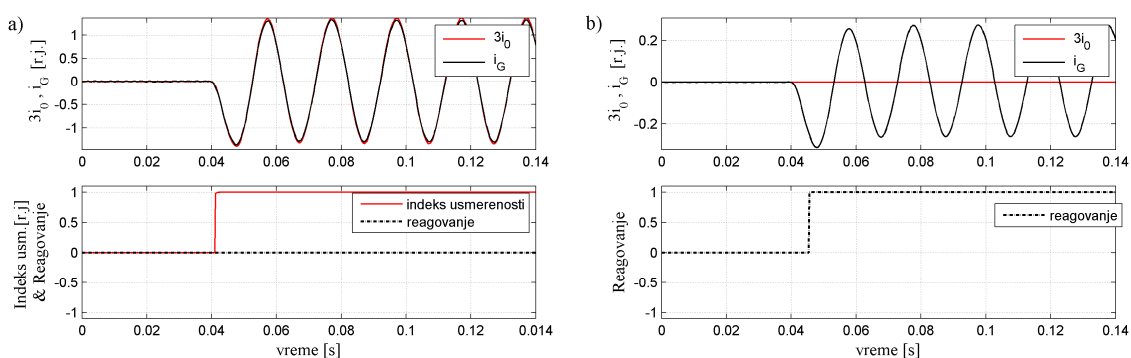 a)
3i0 , iG [r.j.]
1
0.5
0
-0.5
-1
0 0.02 0.04 0.06 0.08 0.1 0.12 0.14
3i0
iG
Indeks usm.[r.j]
& Reagovanje
1
0.5
0
-0.5
-1
0 0.02 0.04 0.06 0.08 0.1 0.12 0.014
vreme [s]
indeks usmerenosti
reagovanje
b)
3i0 , iG [r.j.]
0.2
0
-0.2
0 0.02 0.04 0.06 0.08 0.1 0.12 0.14
3i0
iG
Reagovanje
1
0.5
0
-0.5
-1
0 0.02 0.04 0.06 0.08 0.1 0.12 0.14
vreme [s]
reagovanje